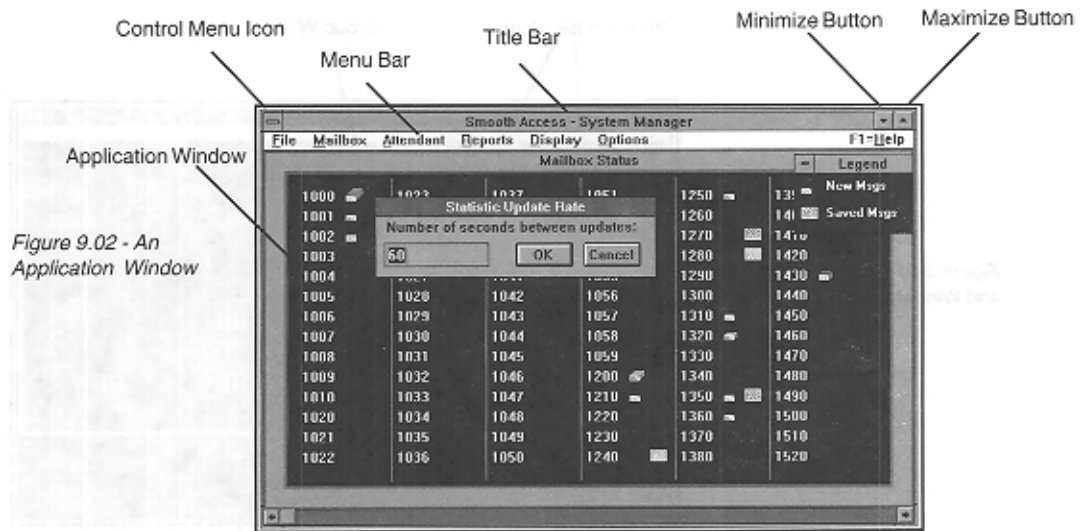 Control Menu Icon
Menu Bar
Title Bar
Minimize Button
Maximize Button
Application Window
Figure 9.02 - An
Application Window
Smooth Access - System Manager
File Mailbox Attendant Reports Display Options F1=Help
Mailbox Status
Legend
New Msgs
Saved Msgs
Statistic Update Rate
Number of seconds between updates:
60 OK Cancel
1000 1023 1037 1051 1250
1001 1260
1002 1270 1410
1003 1280 1420
1004 1290 1430
1005 1028 1042 1056 1300 1440
1006 1029 1043 1057 1310 1450
1007 1030 1044 1058 1320 1460
1008 1031 1045 1059 1330 1470
1009 1032 1046 1200 1340 1480
1010 1033 1047 1210 1350 1490
1020 1034 1048 1220 1360 1500
1021 1035 1049 1230 1370 1510
1022 1036 1050 1240 1380 1520